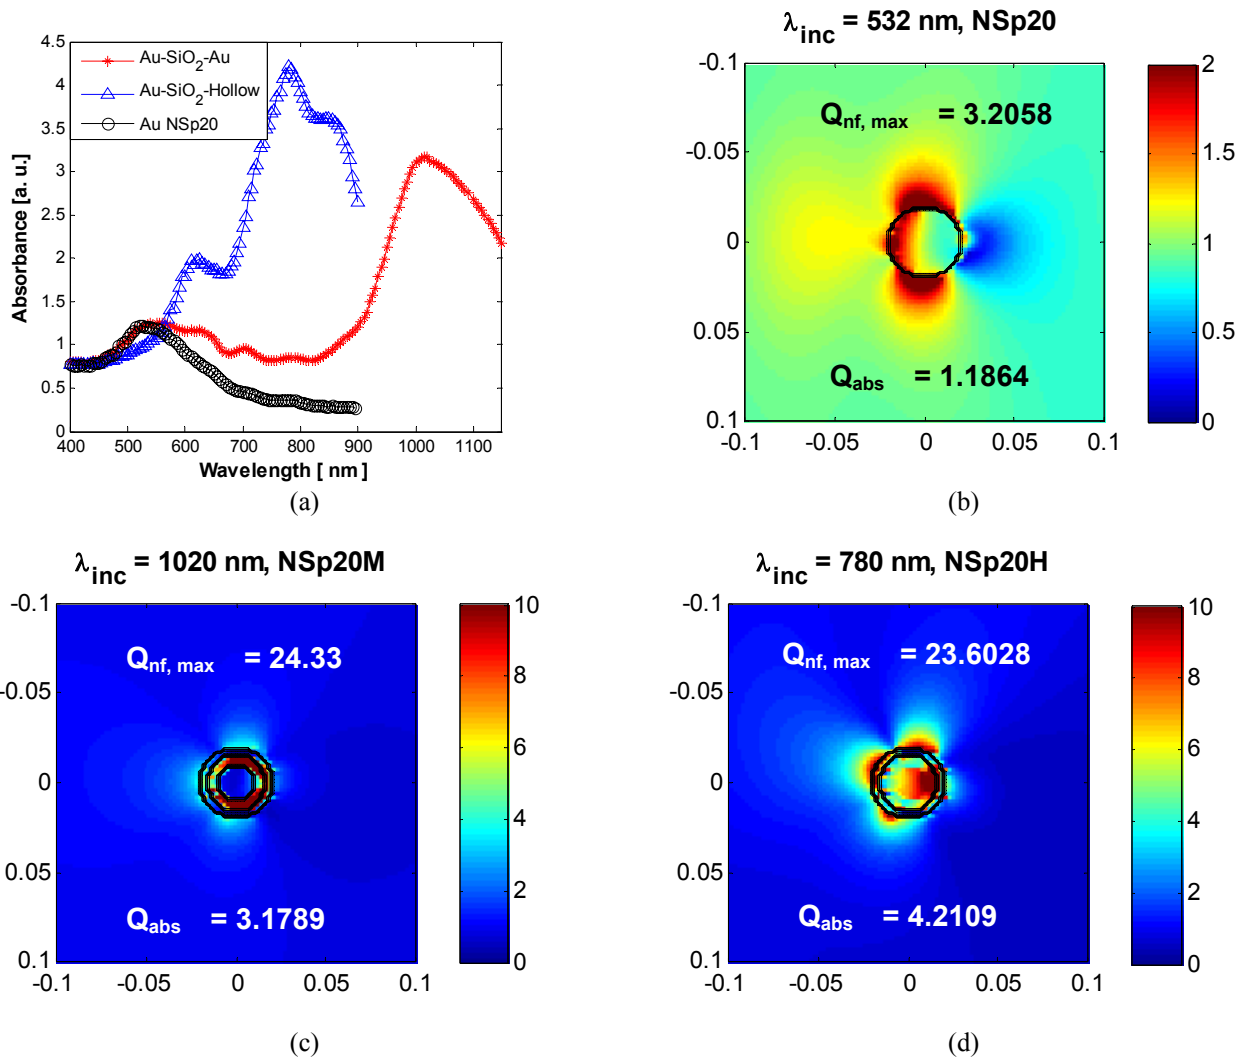 4.5
4
3.5
3
2.5
2
1.5
1
0.5
0
400 500 600 700 800 900 1000 1100
Absorbance [a. u.]
Wavelength [ nm ]
Au-SiO2-Au
Au-SiO2-Hollow
Au NSp20
(a)
λinc = 532 nm, NSp20
-0.1
-0.05
0
0.05
0.1
-0.1 -0.05 0 0.05 0.1
Qnf, max = 3.2058
Qabs = 1.1864
2
1.5
1
0.5
0
(b)
λinc = 1020 nm, NSp20M
-0.1
-0.05
0
0.05
0.1
-0.1 -0.05 0 0.05 0.1
Qnf, max = 24.33
Qabs = 3.1789
10
8
6
4
2
0
(c)
λinc = 780 nm, NSp20H
-0.1
-0.05
0
0.05
0.1
-0.1 -0.05 0 0.05 0.1
Qnf, max = 23.6028
Qabs = 4.2109
10
8
6
4
2
0
(d)